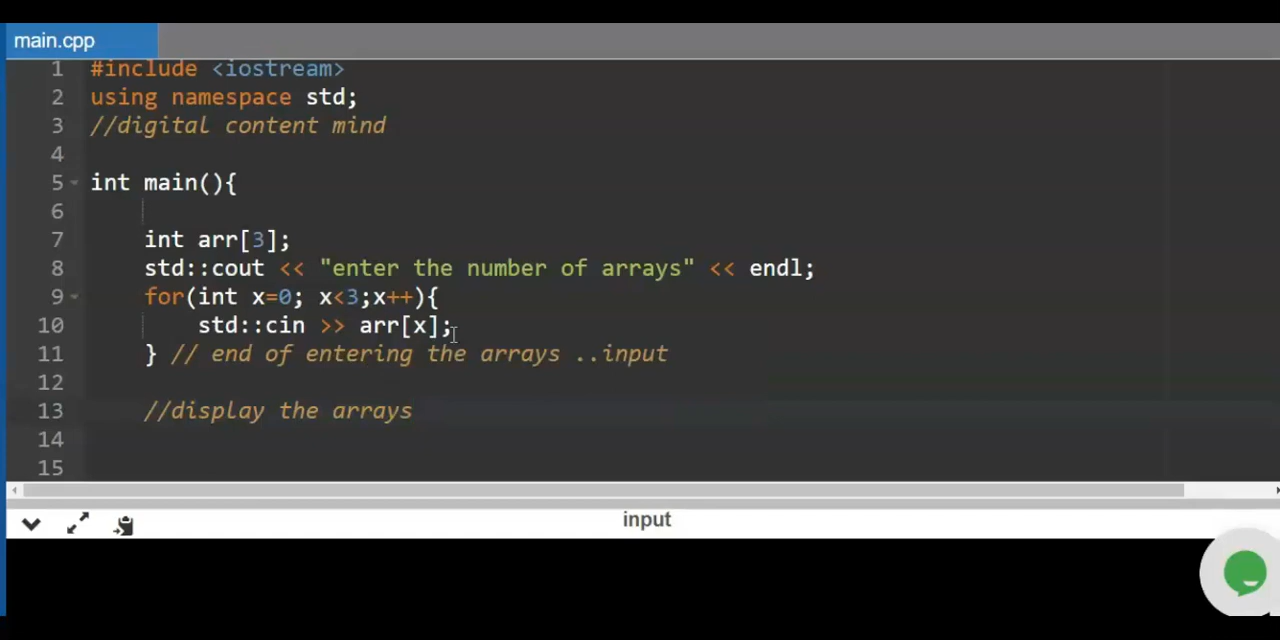 main.cpp
1 #include <iostream>
2 using namespace std;
3 //digital content mind
4
5 int main(){
6
7 int arr[3];
8 std::cout << "enter the number of arrays" << endl;
9 for(int x=0; x<3;x++){
10 std::cin >> arr[x];
11 } // end of entering the arrays ..input
12
13 //display the arrays
14
15
input